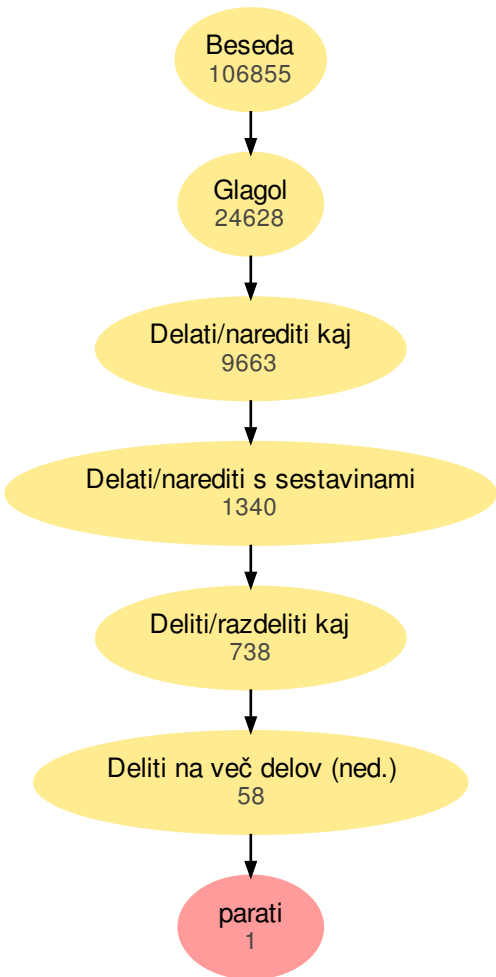 Beseda
106855
Glagol
24628
Delati/narediti kaj
9663
Delati/narediti s sestavinami
1340
Deliti/razdeliti kaj
738
Deliti na več delov (ned.)
58
parati
1